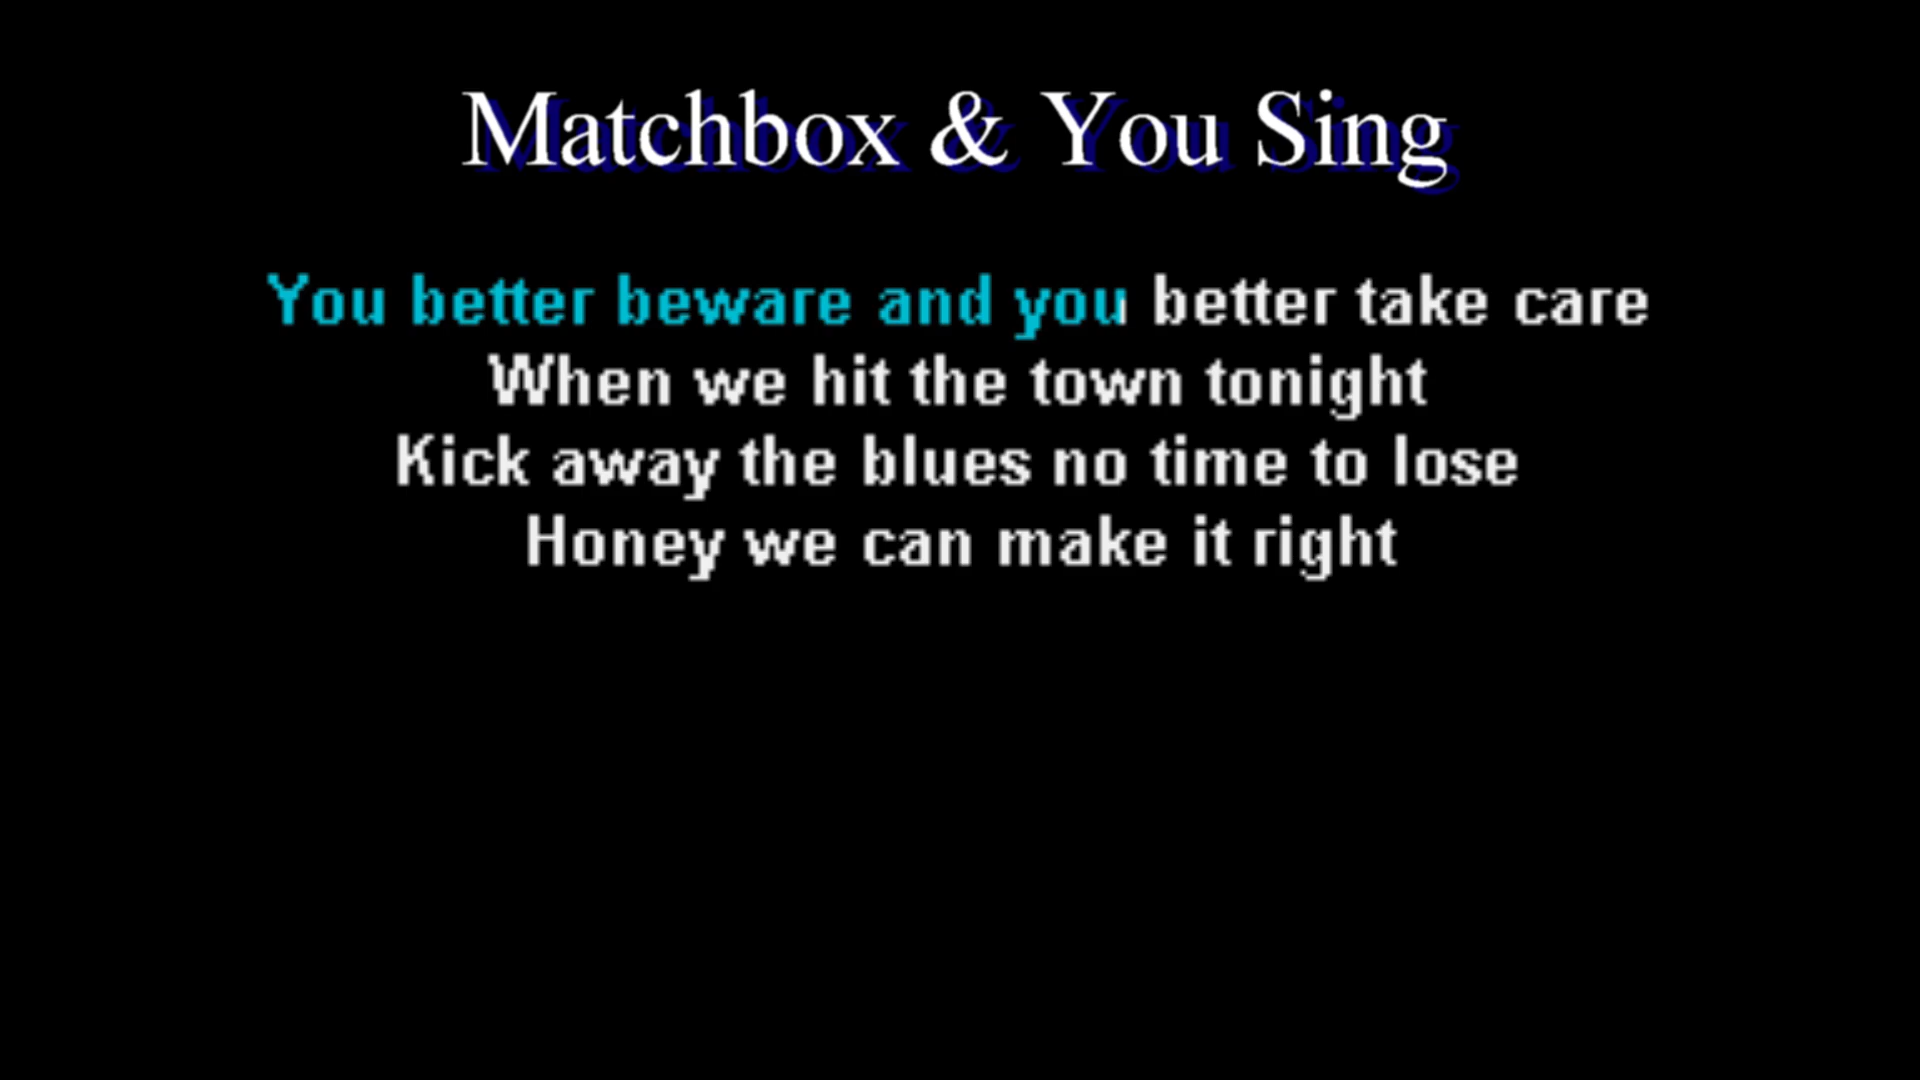 Matchbox & You Sing
You better beware and you better take care
When we hit the town tonight
Kick away the blues no time to lose
Honey we can make it right